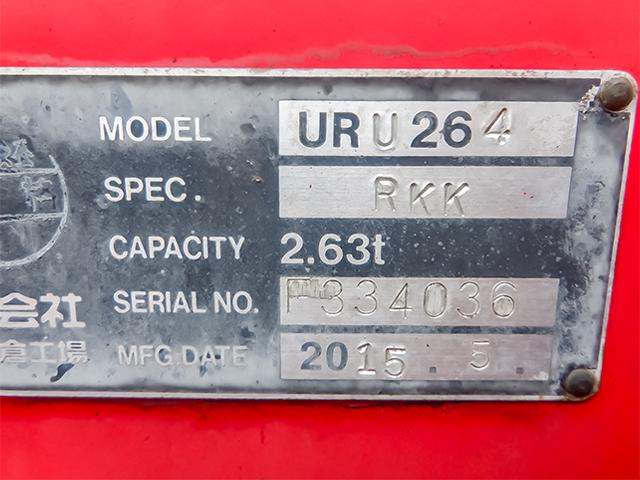 MODEL URU264
SPEC. RKK
CAPACITY 2.63t
会社 SERIAL NO. F334036
倉工場 MFG.DATE 2015.5.